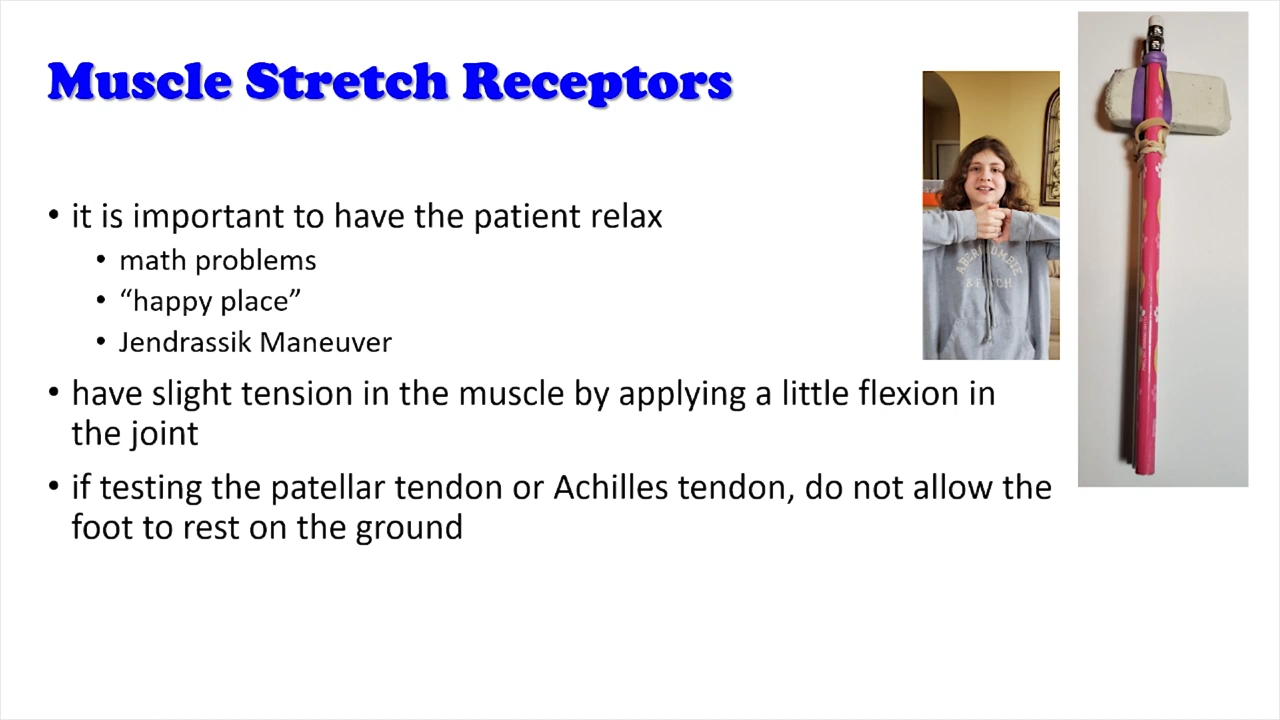 Muscle Stretch Receptors
• it is important to have the patient relax
• math problems
• “happy place”
• Jendrassik Maneuver
• have slight tension in the muscle by applying a little flexion in
the joint
• if testing the patellar tendon or Achilles tendon, do not allow the
foot to rest on the ground
ABERCROMBIE
& FITCH